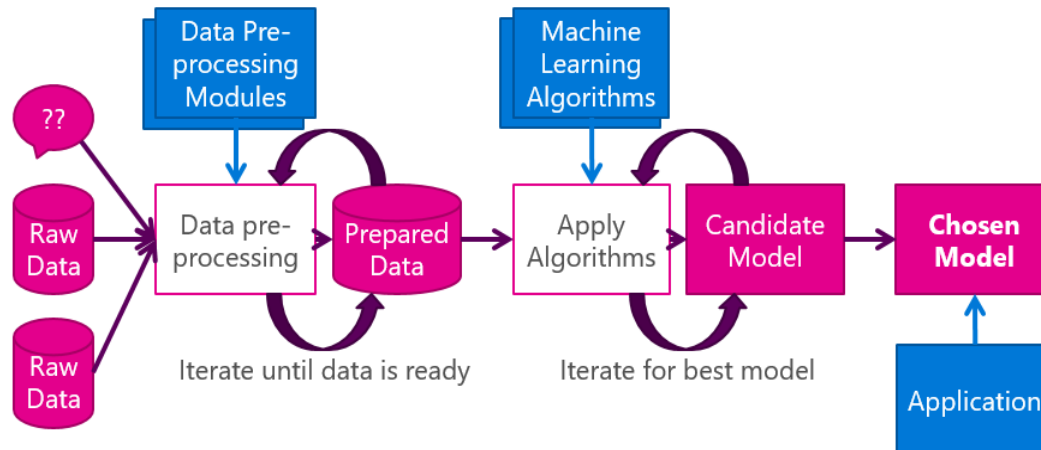 Data Pre-
processing
Modules
Machine
Learning
Algorithms
??
Raw
Data
Data pre-
processing
Prepared
Data
Apply
Algorithms
Candidate
Model
Chosen
Model
Raw
Data
Iterate until data is ready
Iterate for best model
Application